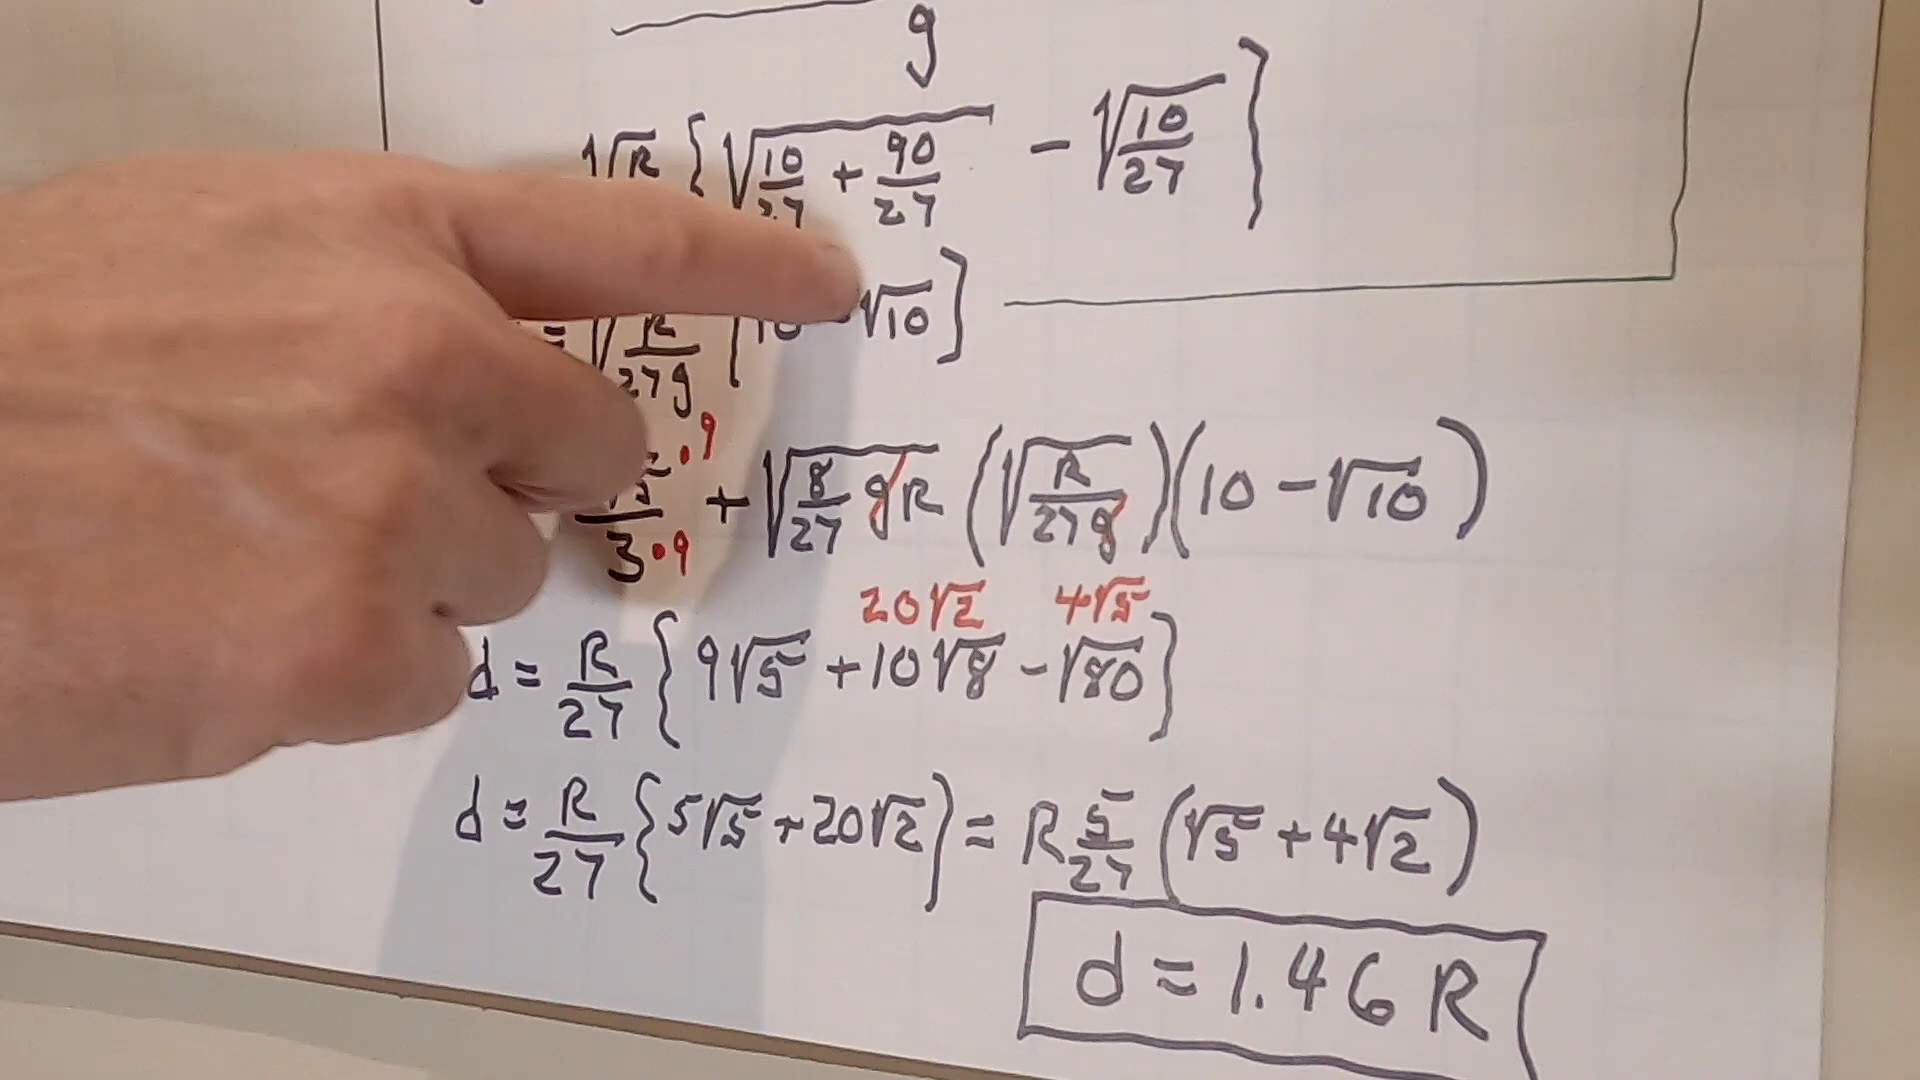 g
√R { √(10/27 + 90/27) - √(10/27) }
= √(R/27g) [10 - √10]
√5·9/3·9 + √(8/27 gR) (√(R/27g)) (10 - √10)
20√2 4√5
d = R/27 { 9√5 + 10√8 - √80 }
d = R/27 { 5√5 + 20√2 } = R 5/27 (√5 + 4√2)
d = 1.46 R